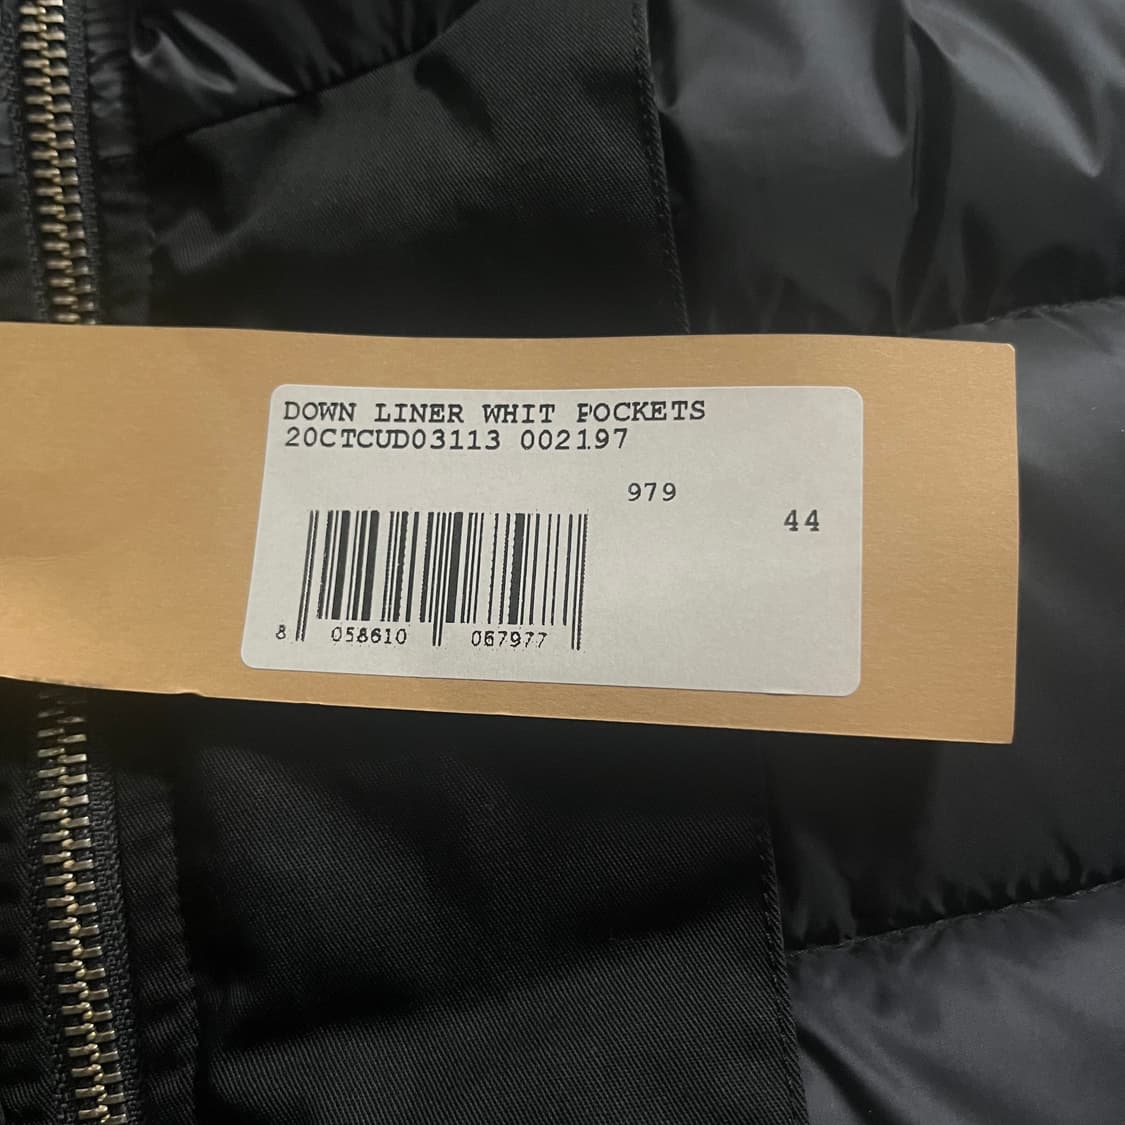 DOWN LINER WHIT POCKETS
20CTCUD03113 002197
979
44
8 058610 067977